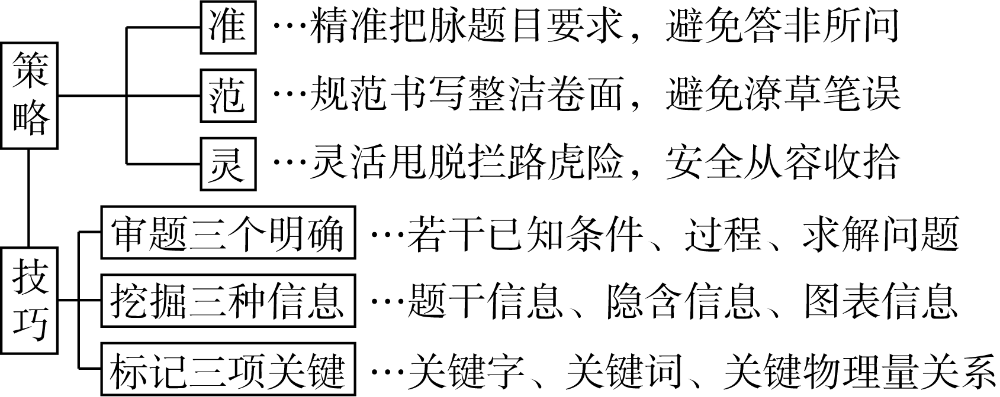 策略
准 …精准把脉题目要求，避免答非所问
范 …规范书写整洁卷面，避免潦草笔误
灵 …灵活甩脱拦路虎险，安全从容收拾
技巧
审题三个明确 …若干已知条件、过程、求解问题
挖掘三种信息 …题干信息、隐含信息、图表信息
标记三项关键 …关键字、关键词、关键物理量关系